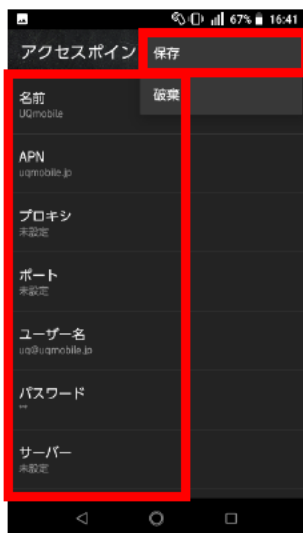 67% 16:41
アクセスポイン
保存
破棄
名前
UQmobile
APN
uqmobile.jp
プロキシ
未設定
ポート
未設定
ユーザー名
uq@uqmobile.jp
パスワード
サーバー
未設定